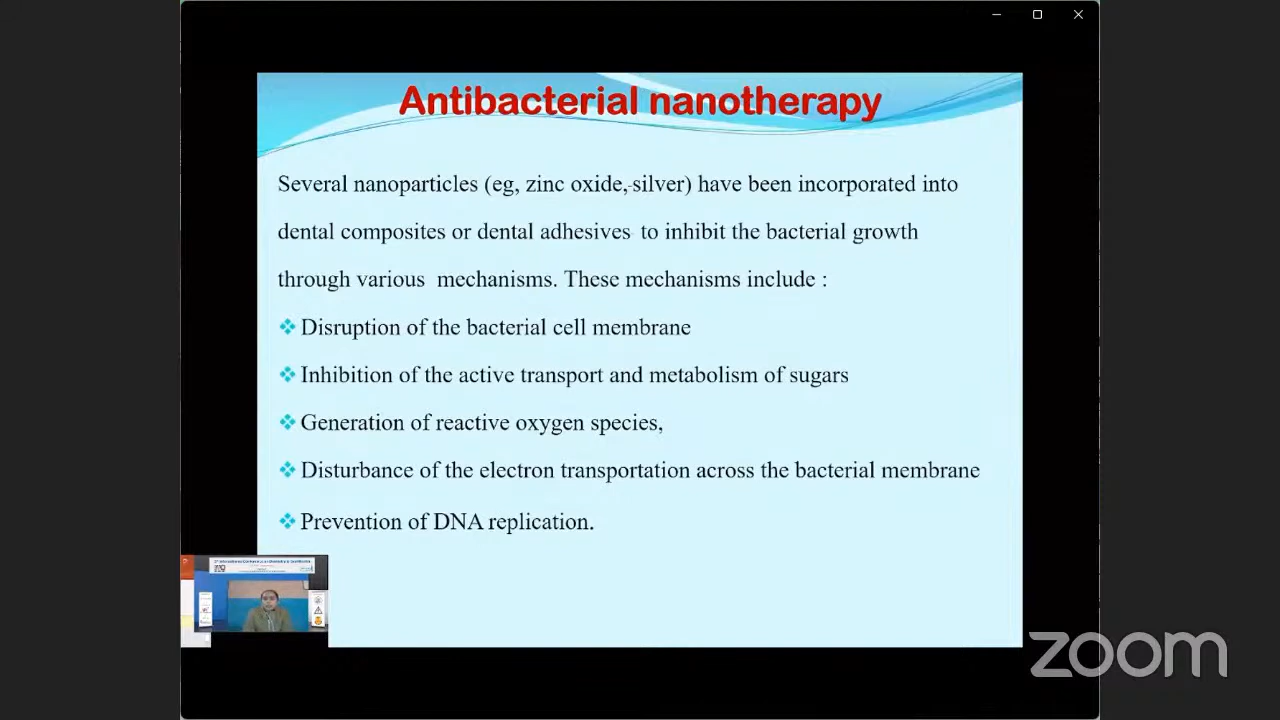 Antibacterial nanotherapy
Several nanoparticles (eg, zinc oxide, silver) have been incorporated into
dental composites or dental adhesives to inhibit the bacterial growth
through various mechanisms. These mechanisms include :
Disruption of the bacterial cell membrane
Inhibition of the active transport and metabolism of sugars
Generation of reactive oxygen species,
Disturbance of the electron transportation across the bacterial membrane
Prevention of DNA replication.
zoom